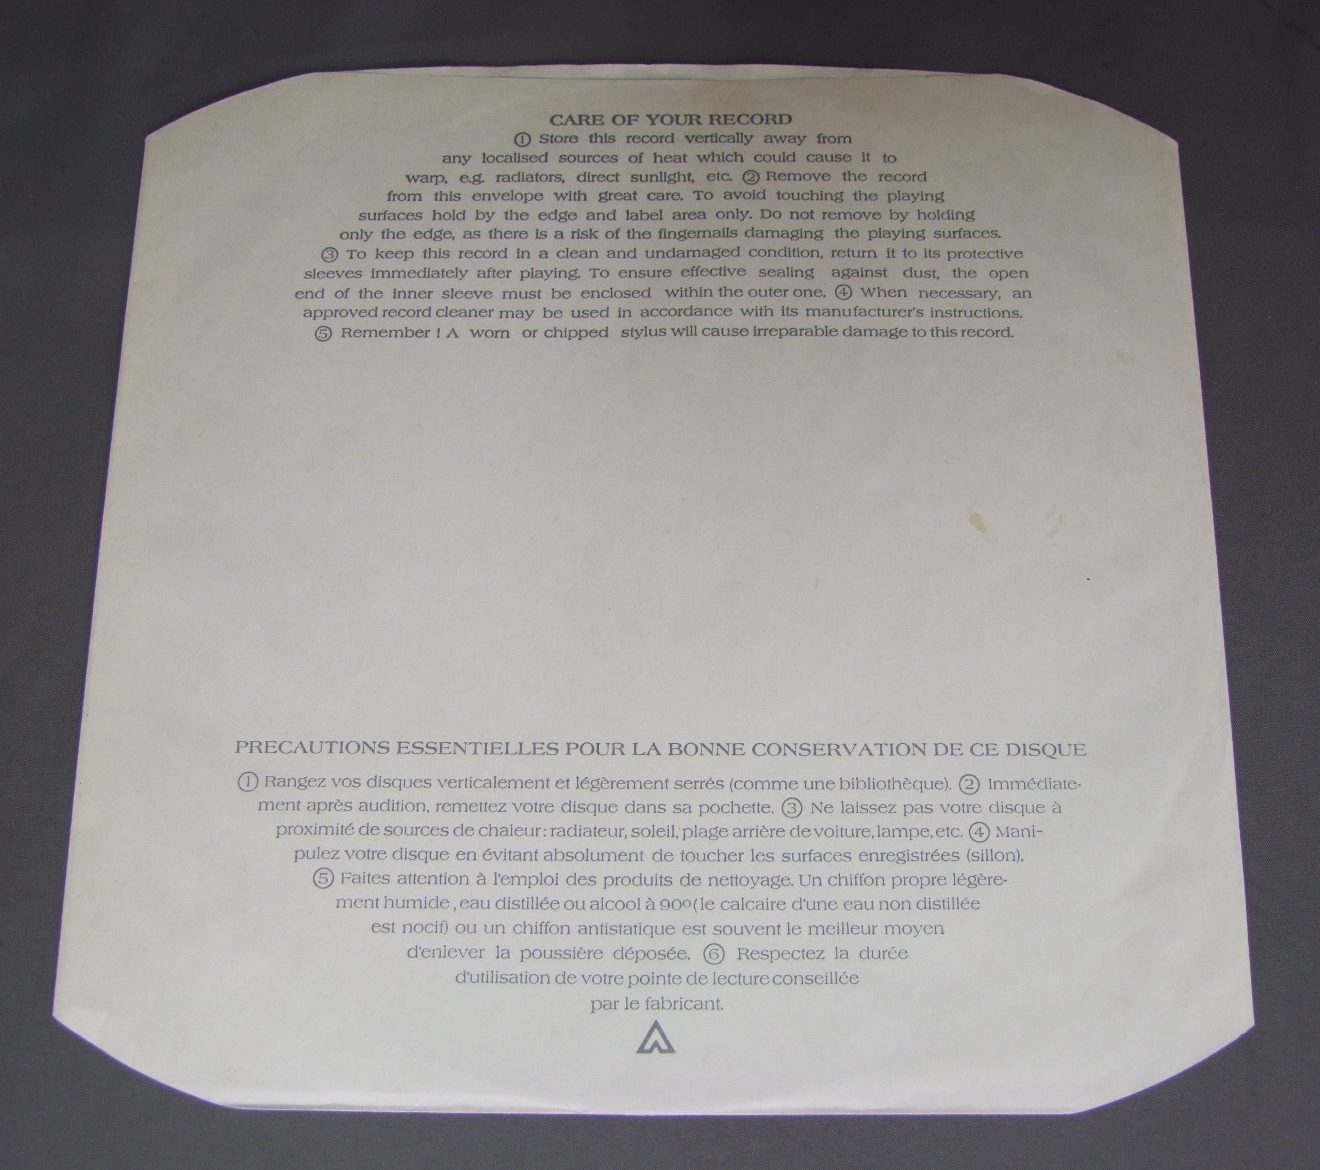 CARE OF YOUR RECORD
① Store this record vertically away from
any localised sources of heat which could cause it to
warp, e.g. radiators, direct sunlight, etc. ② Remove the record
from this envelope with great care. To avoid touching the playing
surfaces hold by the edge and label area only. Do not remove by holding
only the edge, as there is a risk of the fingernails damaging the playing surfaces.
③ To keep this record in a clean and undamaged condition, return it to its protective
sleeves immediately after playing. To ensure effective sealing against dust, the open
end of the inner sleeve must be enclosed within the outer one. ④ When necessary, an
approved record cleaner may be used in accordance with its manufacturer's instructions.
⑤ Remember ! A worn or chipped stylus will cause irreparable damage to this record.
PRECAUTIONS ESSENTIELLES POUR LA BONNE CONSERVATION DE CE DISQUE
① Rangez vos disques verticalement et légèrement serrés (comme une bibliothèque). ② Immédiate-
ment après audition, remettez votre disque dans sa pochette. ③ Ne laissez pas votre disque à
proximité de sources de chaleur: radiateur, soleil, plage arrière de voiture, lampe, etc. ④ Mani-
pulez votre disque en évitant absolument de toucher les surfaces enregistrées (sillon).
⑤ Faites attention à l'emploi des produits de nettoyage. Un chiffon propre légère-
ment humide, eau distillée ou alcool à 90º (le calcaire d'une eau non distillée
est nocif) ou un chiffon antistatique est souvent le meilleur moyen
d'enlever la poussière déposée. ⑥ Respectez la durée
d'utilisation de votre pointe de lecture conseillée
par le fabricant.